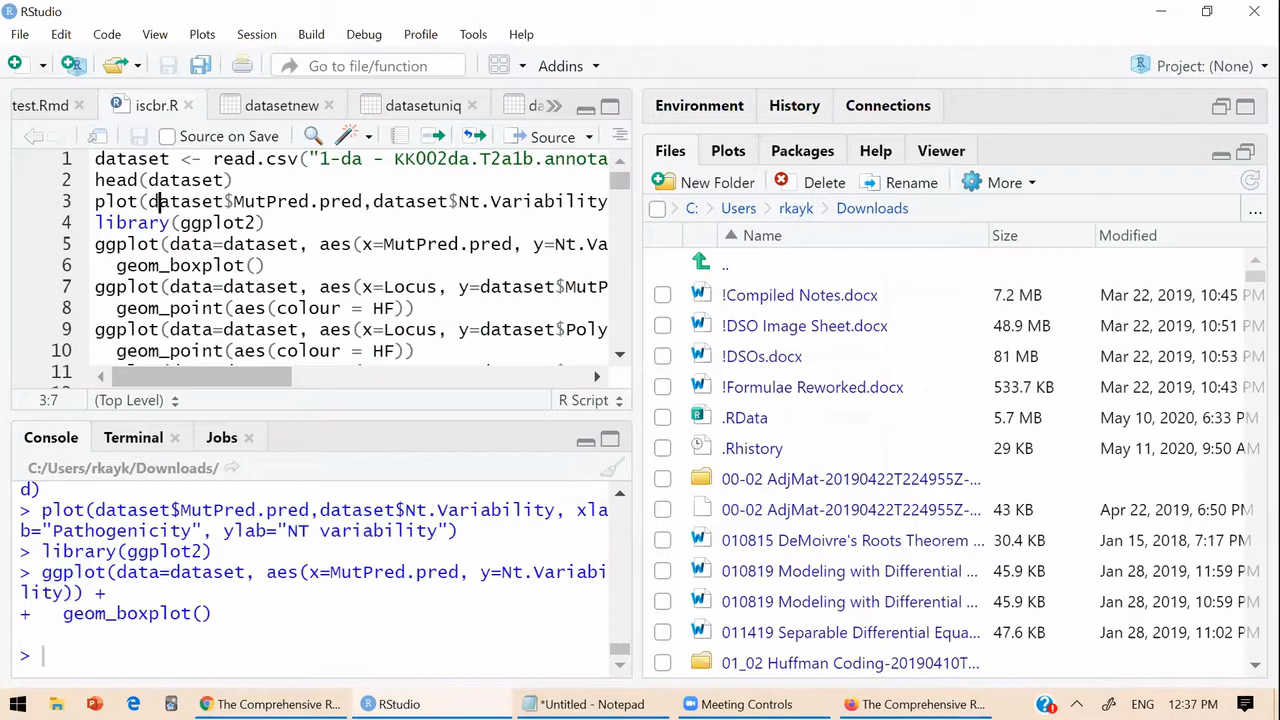 RStudio
File Edit Code View Plots Session Build Debug Profile Tools Help
Go to file/function Addins Project: (None)
test.Rmd iscbr.R datasetnew datasetuniq da
Source on Save Source
1 dataset <- read.csv("1-da - KK002da.T2a1b.annota
2 head(dataset)
3 plot(dataset$MutPred.pred,dataset$Nt.Variability
4 library(ggplot2)
5 ggplot(data=dataset, aes(x=MutPred.pred, y=Nt.Va
6 geom_boxplot()
7 ggplot(data=dataset, aes(x=Locus, y=dataset$MutP
8 geom_point(aes(colour = HF))
9 ggplot(data=dataset, aes(x=Locus, y=dataset$Poly
10 geom_point(aes(colour = HF))
11
3:7 (Top Level) R Script
Console Terminal Jobs
C:/Users/rkayk/Downloads/
d)
> plot(dataset$MutPred.pred,dataset$Nt.Variability, xla
b="Pathogenicity", ylab="NT variability")
> library(ggplot2)
> ggplot(data=dataset, aes(x=MutPred.pred, y=Nt.Variabi
lity)) +
+ geom_boxplot()
>
Environment History Connections
Files Plots Packages Help Viewer
New Folder Delete Rename More
C: Users rkayk Downloads ...
Name Size Modified
..
!Compiled Notes.docx 7.2 MB Mar 22, 2019, 10:45 PM
!DSO Image Sheet.docx 48.9 MB Mar 22, 2019, 10:51 PM
!DSOs.docx 81 MB Mar 22, 2019, 10:53 PM
!Formulae Reworked.docx 533.7 KB Mar 22, 2019, 10:43 PM
.RData 5.7 MB May 10, 2020, 6:33 PM
.Rhistory 29 KB May 11, 2020, 9:50 AM
00-02 AdjMat-20190422T224955Z-...
00-02 AdjMat-20190422T224955Z-... 43 KB Apr 22, 2019, 6:50 PM
010815 DeMoivre's Roots Theorem ... 30.4 KB Jan 15, 2018, 7:17 PM
010819 Modeling with Differential ... 45.9 KB Jan 28, 2019, 11:59 PM
010819 Modeling with Differential ... 45.9 KB Jan 28, 2019, 10:59 PM
011419 Separable Differential Equa... 47.6 KB Jan 28, 2019, 11:02 PM
01_02 Huffman Coding-20190410T...
The Comprehensive R... RStudio *Untitled - Notepad Meeting Controls The Comprehensive R... ENG 12:37 PM